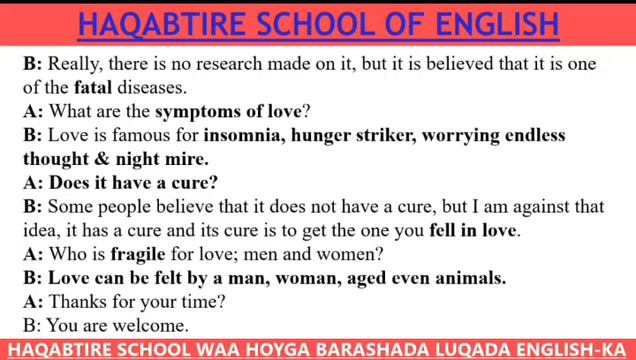 HAQABTIRE SCHOOL OF ENGLISH
B: Really, there is no research made on it, but it is believed that it is one
of the fatal diseases.
A: What are the symptoms of love?
B: Love is famous for insomnia, hunger striker, worrying endless
thought & night mire.
A: Does it have a cure?
B: Some people believe that it does not have a cure, but I am against that
idea, it has a cure and its cure is to get the one you fell in love.
A: Who is fragile for love; men and women?
B: Love can be felt by a man, woman, aged even animals.
A: Thanks for your time?
B: You are welcome.
HAQABTIRE SCHOOL WAA HOYGA BARASHADA LUQADA ENGLISH-KA